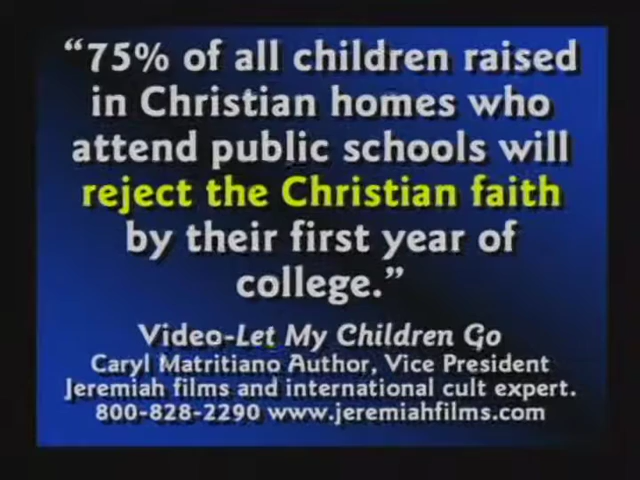 “75% of all children raised
in Christian homes who
attend public schools will
reject the Christian faith
by their first year of
college.”
Video-Let My Children Go
Caryl Matritiano Author, Vice President
Jeremiah films and international cult expert.
800-828-2290 www.jeremiahfilms.com